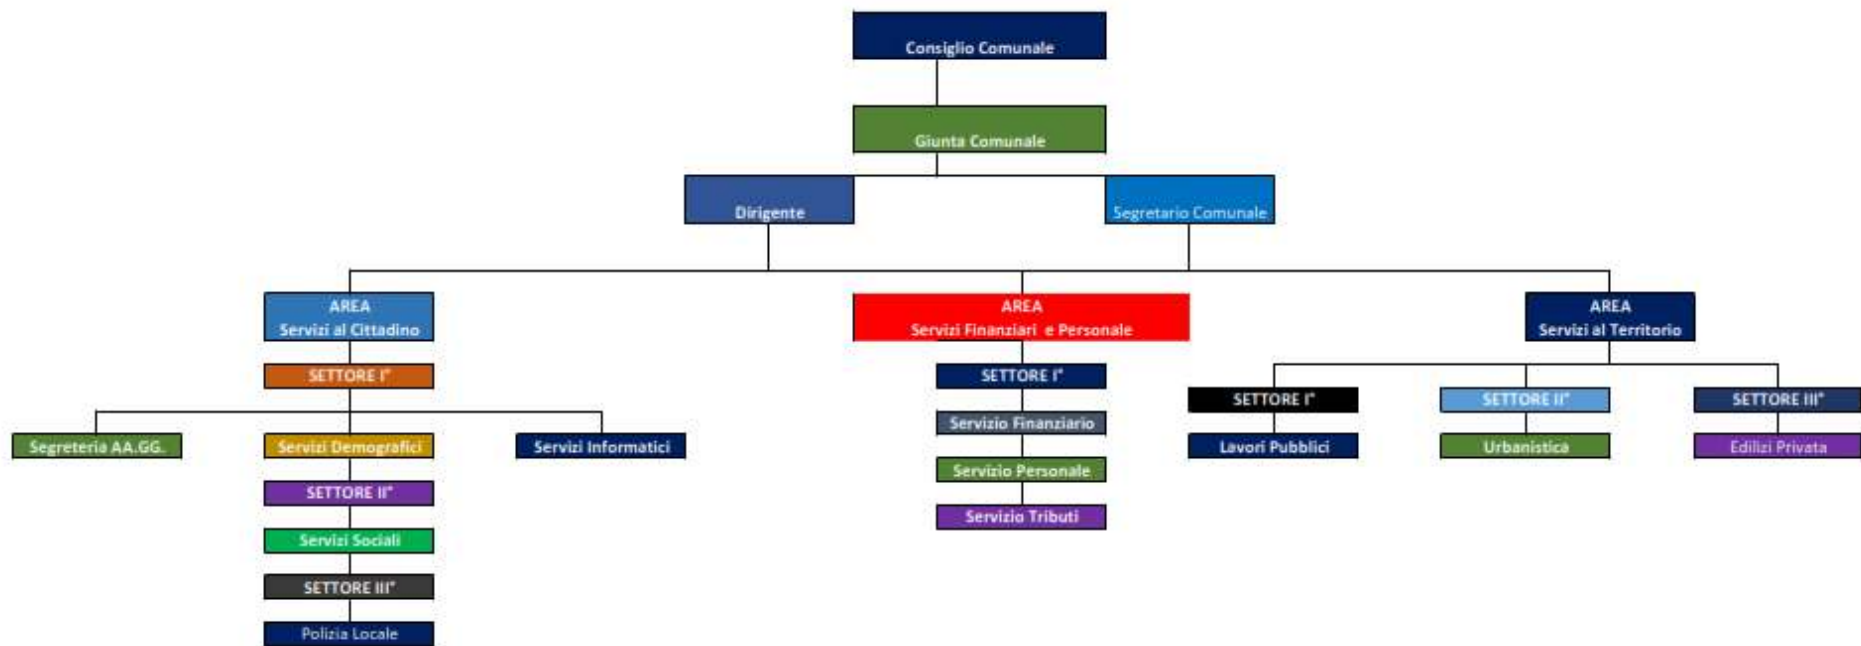 Consiglio Comunale
Giunta Comunale
Dirigente
Segretario Comunale
AREA
Servizi al Cittadino
AREA
Servizi Finanziari e Personale
AREA
Servizi al Territorio
SETTORE I°
SETTORE I°
SETTORE I°
SETTORE II°
SETTORE III°
Servizio Finanziario
Segreteria AA.GG.
Servizi Demografici
Servizi Informatici
Lavori Pubblici
Urbanistica
Edilizi Privata
Servizio Personale
SETTORE II°
Servizio Tributi
Servizi Sociali
SETTORE III°
Polizia Locale